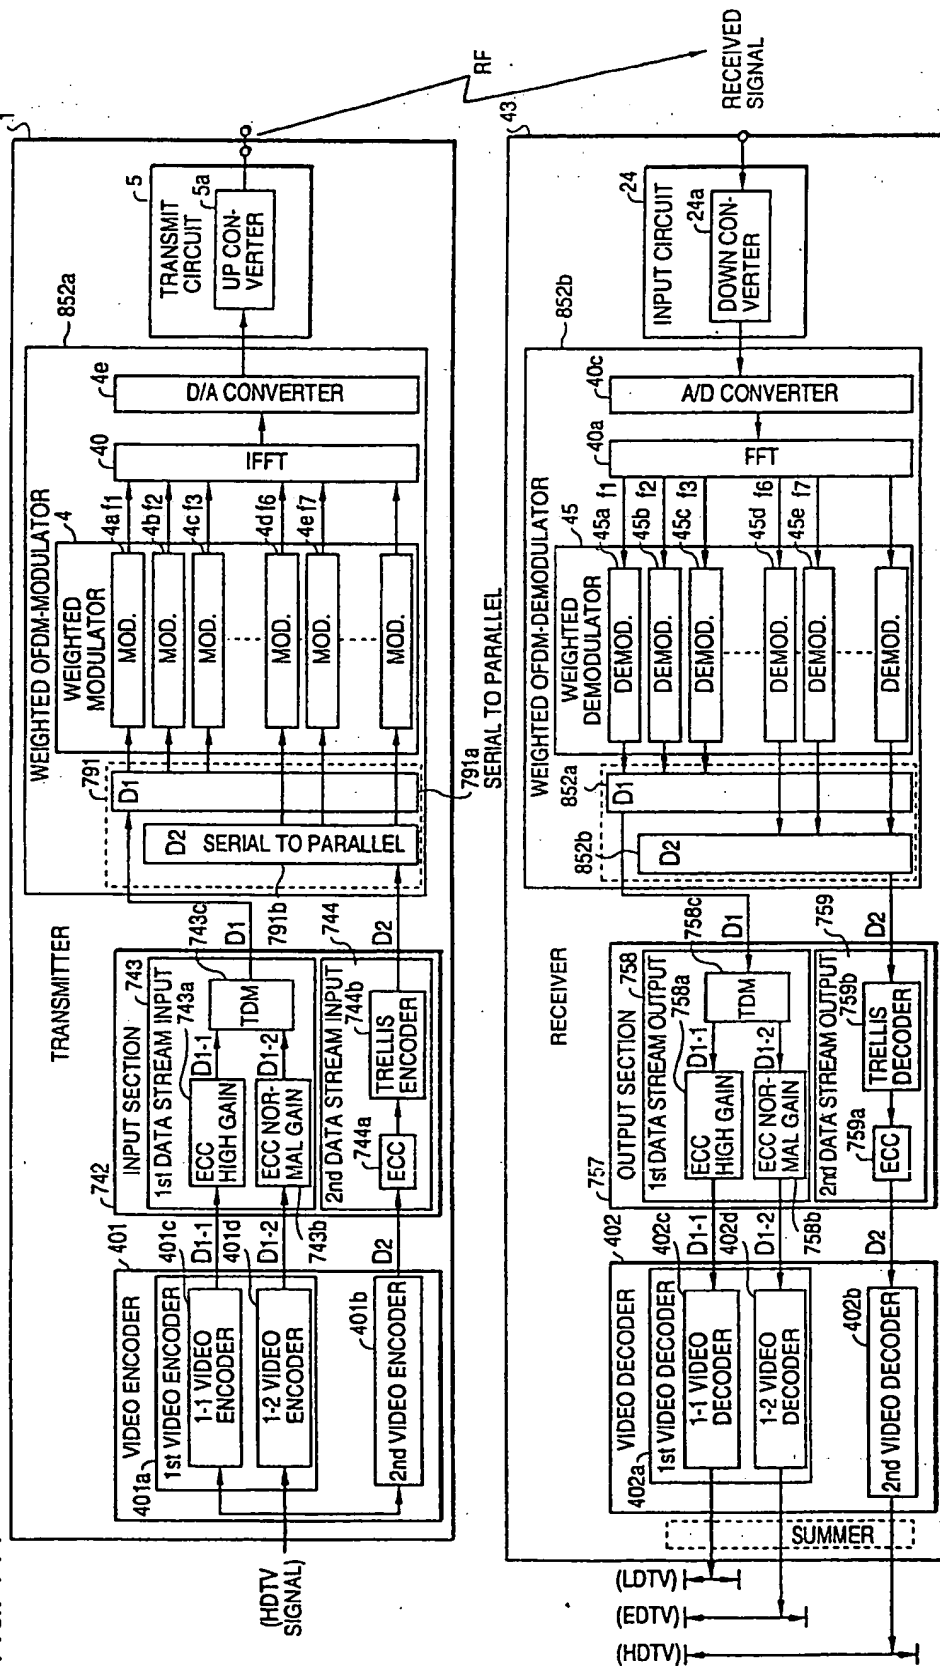 TRANSMITTER
1
(HDTV
SIGNAL)
VIDEO ENCODER
401
401a
1st VIDEO ENCODER
1-1 VIDEO
ENCODER
401c
1-2 VIDEO
ENCODER
401d
2nd VIDEO ENCODER
401b
D1-1
D1-2
D2
742
INPUT SECTION
743
1st DATA STREAM INPUT
743a
ECC
HIGH GAIN
ECC NOR-
MAL GAIN
743b
D1-1
D1-2
TDM
743c
2nd DATA STREAM INPUT
744
744a
ECC
744b
TRELLIS
ENCODER
D1
D2
WEIGHTED OFDM-MODULATOR
852a
791
D1
D2
SERIAL TO PARALLEL
791b
791a
SERIAL TO PARALLEL
WEIGHTED
MODULATOR
4
MOD.
MOD.
MOD.
MOD.
MOD.
MOD.
4a f1
4b f2
4c f3
4d f6
4e f7
40
IFFT
4e
D/A CONVERTER
TRANSMIT
CIRCUIT
5
5a
UP CON-
VERTER
RF
RECEIVED
SIGNAL
RECEIVER
43
INPUT CIRCUIT
24
24a
DOWN CON-
VERTER
WEIGHTED OFDM-DEMODULATOR
852b
40c
A/D CONVERTER
40a
FFT
45a f1
45b f2
45c f3
45d f6
45e f7
WEIGHTED
DEMODULATOR
45
DEMOD.
DEMOD.
DEMOD.
DEMOD.
DEMOD.
DEMOD.
852a
D1
852b
D2
D1
D2
757
OUTPUT SECTION
758
1st DATA STREAM OUTPUT
758a
758c
TDM
D1-1
D1-2
ECC
HIGH GAIN
ECC NOR-
MAL GAIN
758b
2nd DATA STREAM OUTPUT
759
759b
TRELLIS
DECODER
759a
ECC
D1-1
D1-2
D2
VIDEO DECODER
402
402a
1st VIDEO DECODER
402c
1-1 VIDEO
DECODER
402d
1-2 VIDEO
DECODER
402b
2nd VIDEO DECODER
SUMMER
(LDTV)
(EDTV)
(HDTV)